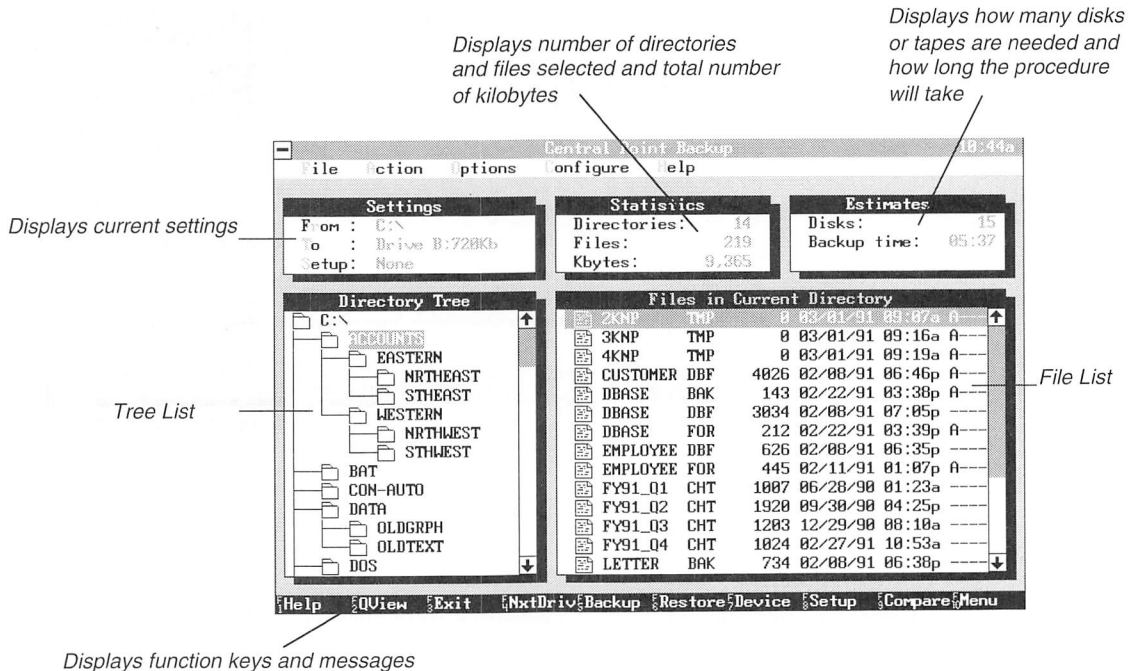 Displays how many disks
or tapes are needed and
how long the procedure
will take
Displays number of directories
and files selected and total number
of kilobytes
Central Point Backup 10:44a
File Action Options Configure Help
Displays current settings
Settings
From : C:\
To : Drive B:720Kb
Setup: None
Statistics
Directories: 14
Files: 219
Kbytes: 9,365
Estimates
Disks: 15
Backup time: 05:37
Tree List
Directory Tree
C:\
ACCOUNTS
EASTERN
NRTHEAST
STHEAST
WESTERN
NRTHWEST
STHWEST
BAT
CON-AUTO
DATA
OLDGRPH
OLDTEXT
DOS
Files in Current Directory
2KNP TMP 0 03/01/91 09:07a A---
3KNP TMP 0 03/01/91 09:16a A---
4KNP TMP 0 03/01/91 09:19a A---
CUSTOMER DBF 4026 02/08/91 06:46p A---
DBASE BAK 143 02/22/91 03:38p A---
DBASE DBF 3034 02/08/91 07:05p ----
DBASE FOR 212 02/22/91 03:39p A---
EMPLOYEE DBF 626 02/08/91 06:35p ----
EMPLOYEE FOR 445 02/11/91 01:07p A---
FY91_Q1 CHT 1007 06/28/90 01:23a ----
FY91_Q2 CHT 1920 09/30/90 04:25p ----
FY91_Q3 CHT 1203 12/29/90 08:10a ----
FY91_Q4 CHT 1024 02/27/91 10:53a ----
LETTER BAK 734 02/08/91 06:38p ----
File List
F1Help F2QView F3Exit F4NxtDriv F5Backup F6Restore F7Device F8Setup F9Compare F10Menu
Displays function keys and messages